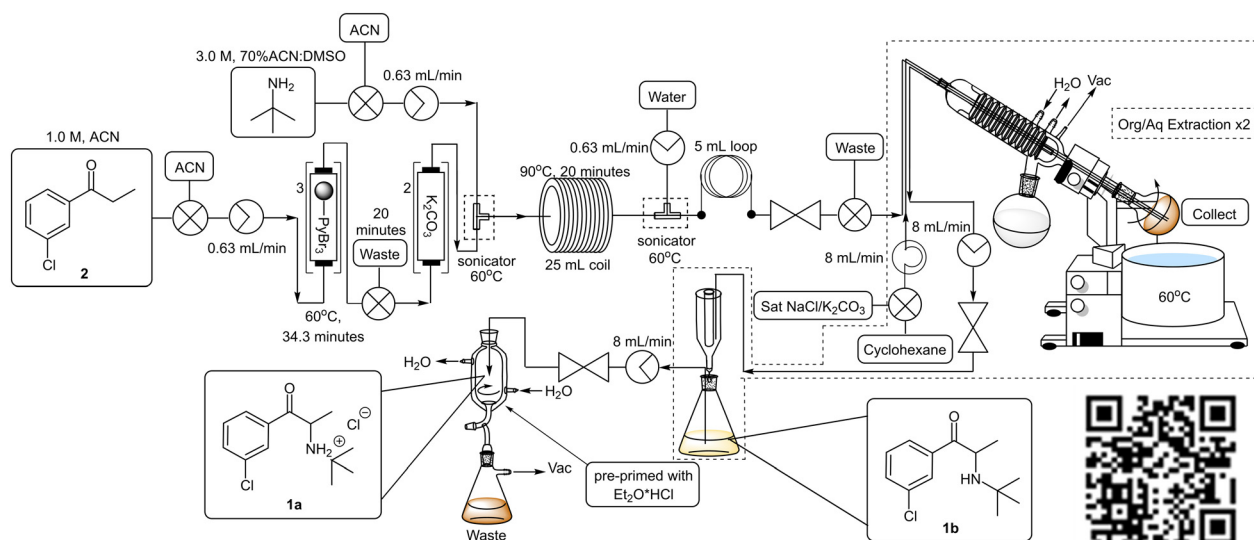 ACN
3.0 M, 70%ACN:DMSO
NH2
0.63 mL/min
1.0 M, ACN
O
Cl
2
ACN
0.63 mL/min
3
PyBr3
60°C,
34.3 minutes
20
minutes
Waste
2
K2CO3
sonicator
60°C
90°C, 20 minutes
25 mL coil
Water
0.63 mL/min
sonicator
60°C
5 mL loop
Waste
8 mL/min
Sat NaCl/K2CO3
Cyclohexane
8 mL/min
H2O
Vac
Org/Aq Extraction x2
Collect
60°C
8 mL/min
H2O
H2O
pre-primed with
Et2O*HCl
Vac
Waste
O
Cl⊖
NH2
+
Cl
1a
O
HN
Cl
1b